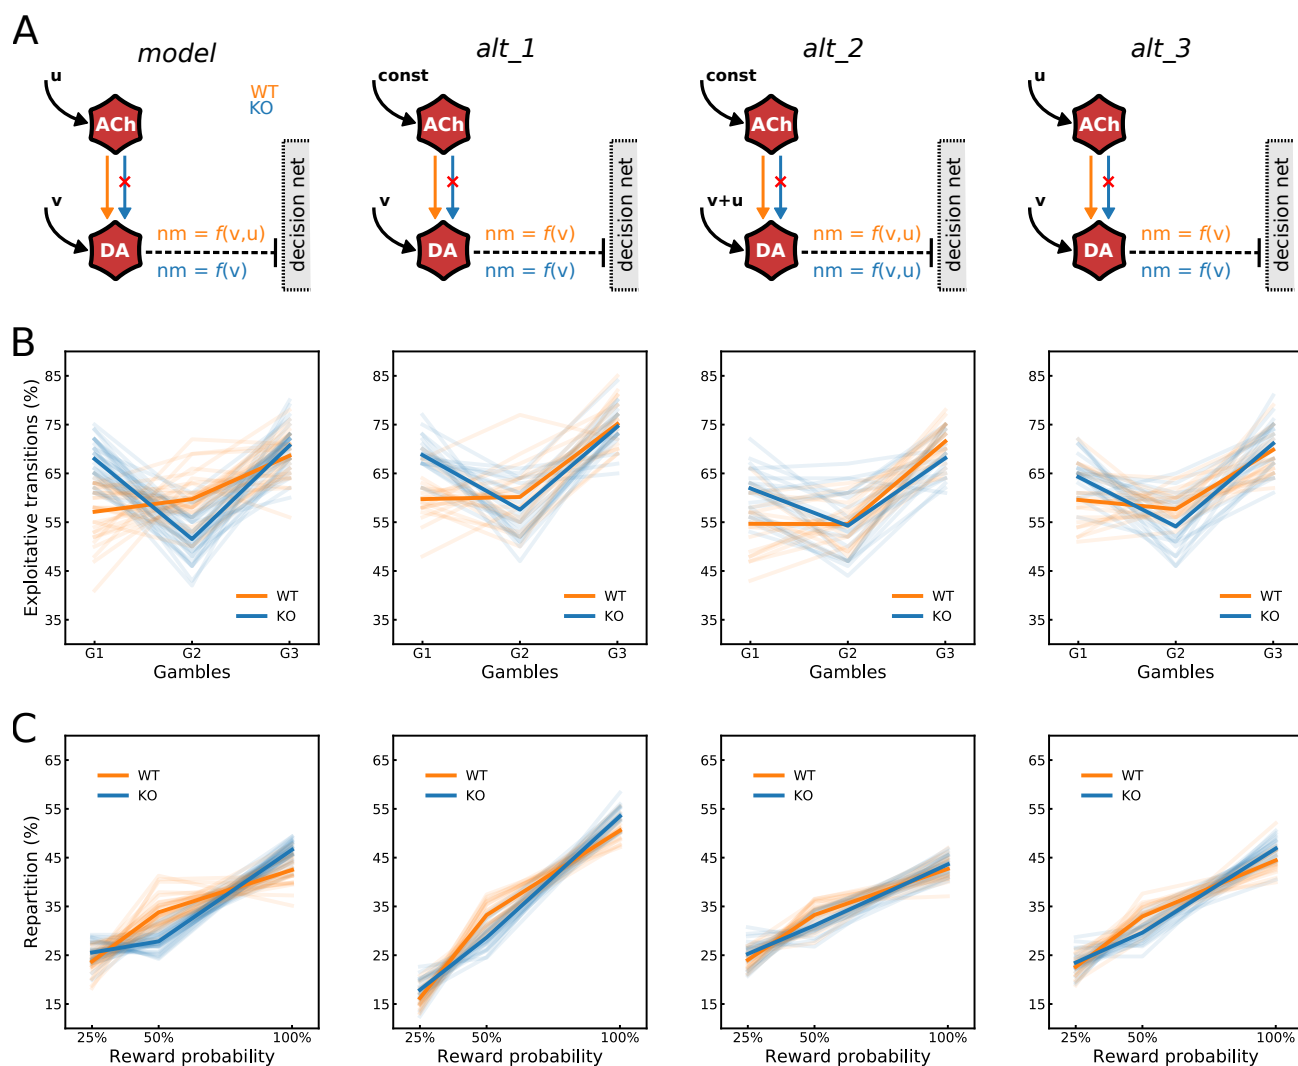 A
model
alt_1
alt_2
alt_3
u
const
const
u
WT
KO
ACh
ACh
ACh
ACh
v
v
v+u
v
DA
DA
DA
DA
nm = f(v,u)
nm = f(v)
nm = f(v)
nm = f(v)
nm = f(v,u)
nm = f(v,u)
nm = f(v)
nm = f(v)
decision net
decision net
decision net
decision net
B
Exploitative transitions (%)
85
75
65
55
45
35
WT
KO
G1 G2 G3
Gambles
85
75
65
55
45
35
WT
KO
G1 G2 G3
Gambles
85
75
65
55
45
35
WT
KO
G1 G2 G3
Gambles
85
75
65
55
45
35
WT
KO
G1 G2 G3
Gambles
C
Repartition (%)
65
55
45
35
25
15
WT
KO
25% 50% 100%
Reward probability
65
55
45
35
25
15
WT
KO
25% 50% 100%
Reward probability
65
55
45
35
25
15
WT
KO
25% 50% 100%
Reward probability
65
55
45
35
25
15
WT
KO
25% 50% 100%
Reward probability